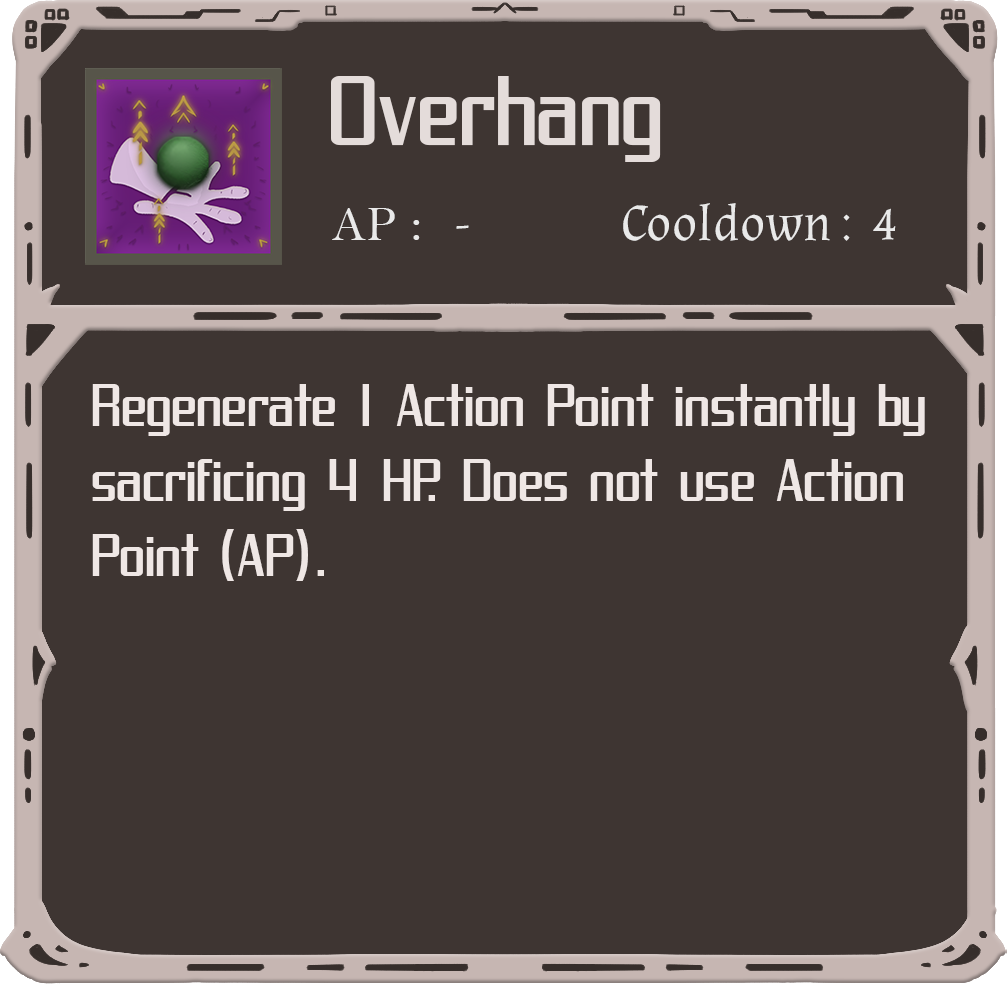 Overhang
AP : - Cooldown : 4
Regenerate 1 Action Point instantly by
sacrificing 4 HP. Does not use Action
Point (AP).